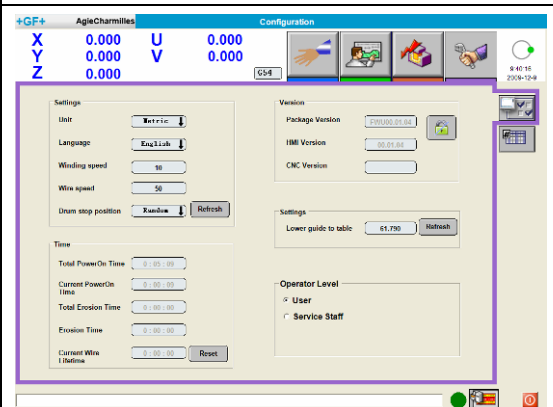 +GF+ AgieCharmilles Configuration
X 0.000 U 0.000
Y 0.000 V 0.000
Z 0.000 G54
9:40:16
2009-12-9
Settings
Unit Metric
Language English
Winding speed 10
Wire speed 50
Drum stop position Random Refresh
Version
Package Version FWU00.01.04
HMI Version 00.01.04
CNC Version
Settings
Lower guide to table 61.790 Refresh
Time
Total PowerOn Time 0 : 05 : 09
Current PowerOn
Time 0 : 00 : 09
Total Erosion Time 0 : 00 : 00
Erosion Time 0 : 00 : 00
Current Wire
Lifetime 0 : 00 : 00 Reset
Operator Level
User
Service Staff